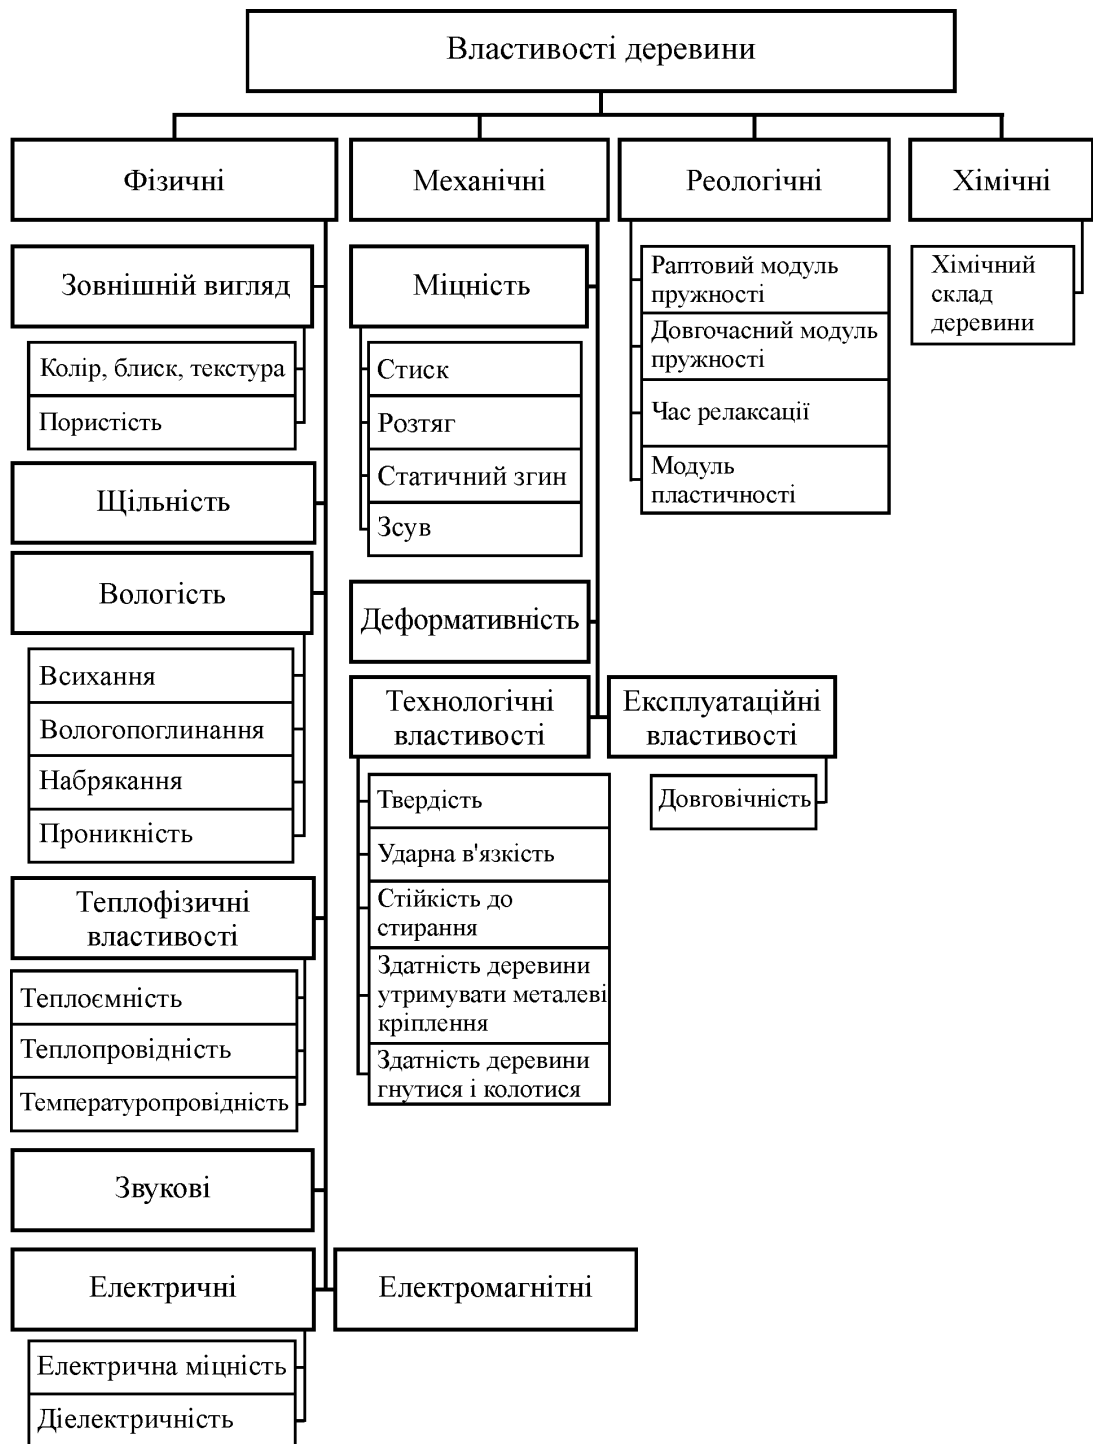 Властивості деревини
Фізичні
Механічні
Реологічні
Хімічні
Зовнішній вигляд
Колір, блиск, текстура
Пористість
Щільність
Вологість
Всихання
Вологопоглинання
Набрякання
Проникність
Теплофізичні
властивості
Теплоємність
Теплопровідність
Температуропровідність
Звукові
Електричні
Електромагнітні
Електрична міцність
Діелектричність
Міцність
Стиск
Розтяг
Статичний згин
Зсув
Деформативність
Технологічні
властивості
Твердість
Ударна в'язкість
Стійкість до
стирання
Здатність деревини
утримувати металеві
кріплення
Здатність деревини
гнутися і колотися
Експлуатаційні
властивості
Довговічність
Раптовий модуль
пружності
Довгочасний модуль
пружності
Час релаксації
Модуль
пластичності
Хімічний
склад
деревини